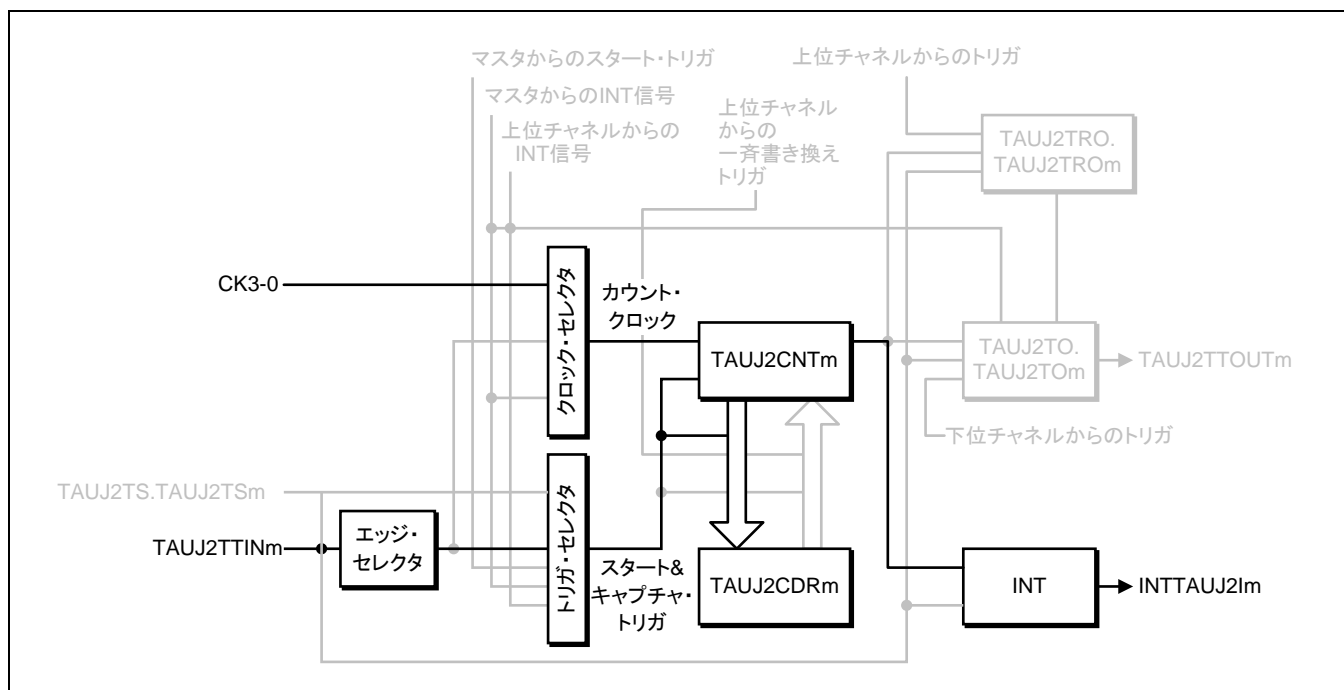 マスタからのスタート・トリガ
マスタからのINT信号
上位チャネルからの
INT信号
上位チャネル
からの
一斉書き換え
トリガ
上位チャネルからのトリガ
TAUJ2TRO.
TAUJ2TROm
CK3-0
クロック・セレクタ
カウント・
クロック
TAUJ2CNTm
TAUJ2TO.
TAUJ2TOm
TAUJ2TTOUTm
下位チャネルからのトリガ
TAUJ2TS.TAUJ2TSm
TAUJ2TTINm
エッジ・
セレクタ
トリガ・セレクタ
スタート&
キャプチャ・
トリガ
TAUJ2CDRm
INT
INTTAUJ2Im